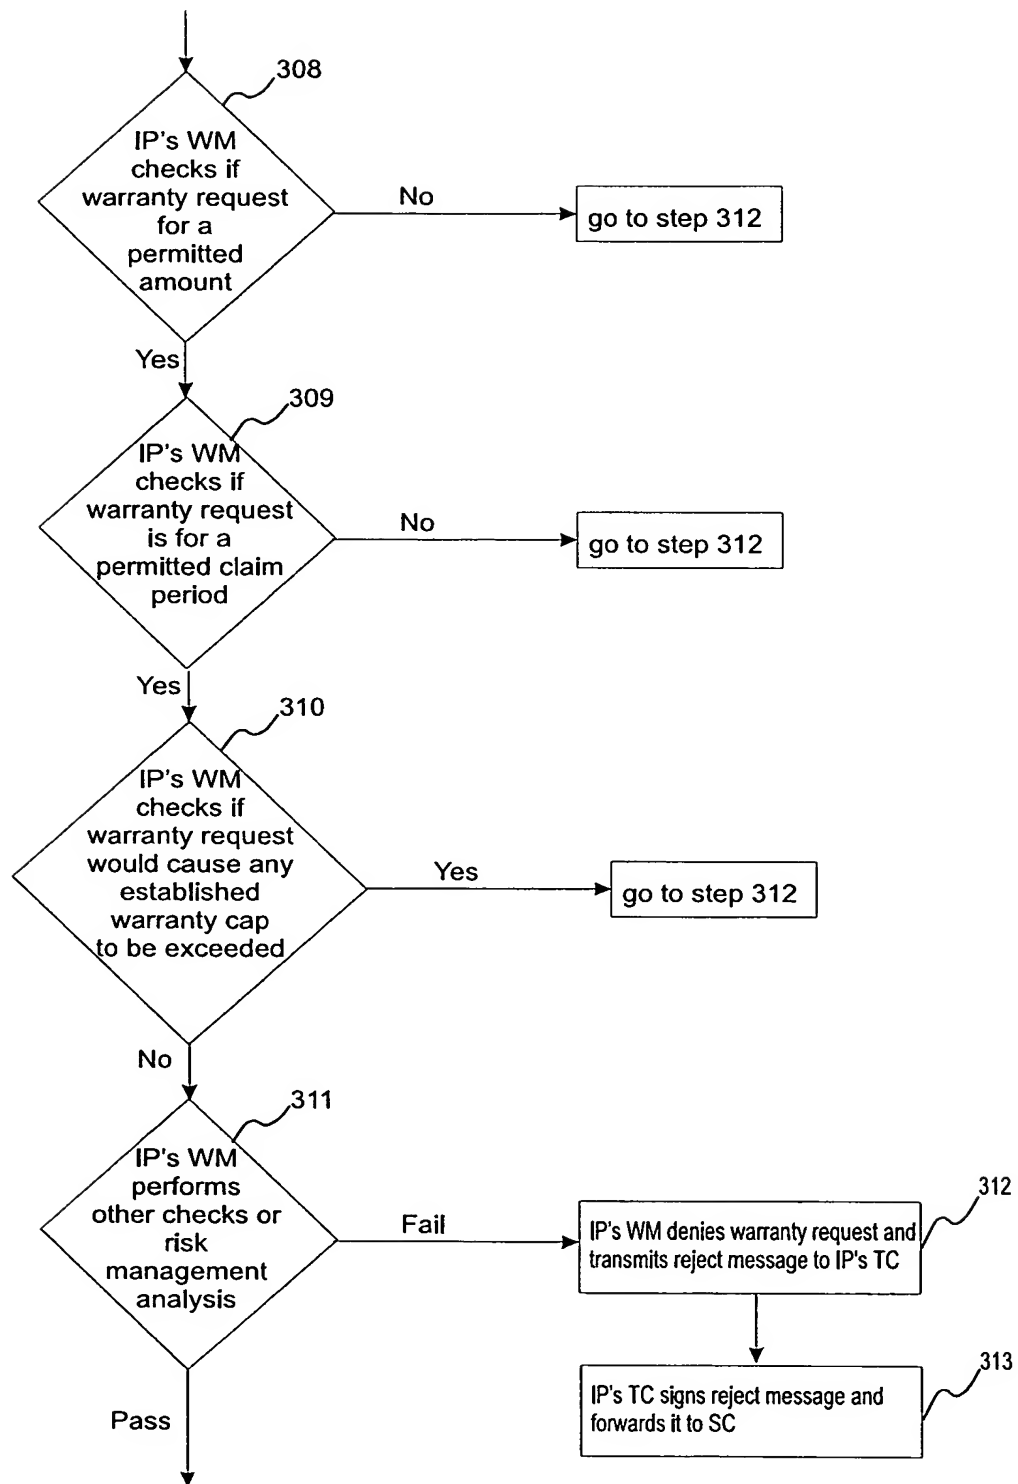 308
IP's WM
checks if
warranty request
for a
permitted
amount
No
go to step 312
Yes
309
IP's WM
checks if
warranty request
is for a
permitted claim
period
No
go to step 312
Yes
310
IP's WM
checks if
warranty request
would cause any
established
warranty cap
to be exceeded
Yes
go to step 312
No
311
IP's WM
performs
other checks or
risk
management
analysis
Fail
312
IP's WM denies warranty request and
transmits reject message to IP's TC
313
IP's TC signs reject message and
forwards it to SC
Pass